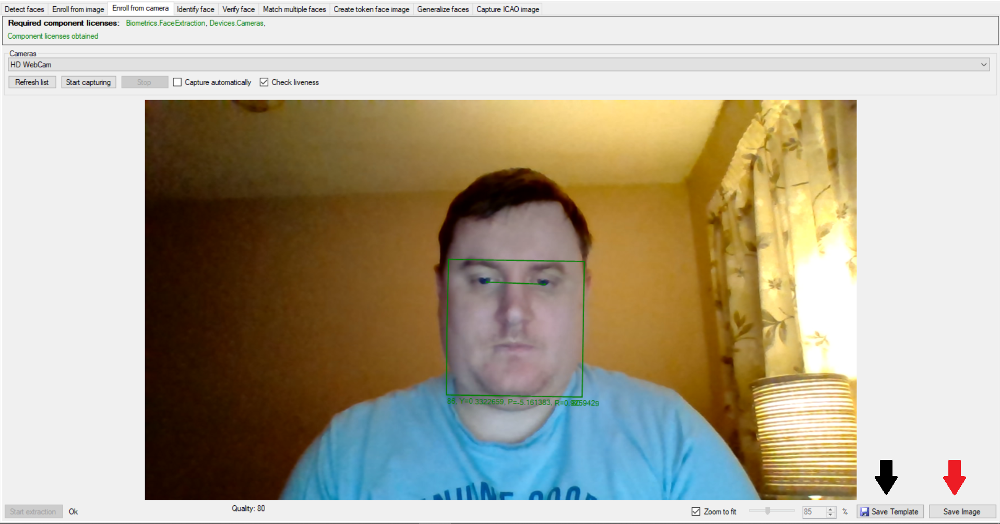 Detect faces Enroll from image Enroll from camera Identify face Verify face Match multiple faces Create token face image Generalize faces Capture ICAO image
Required component licenses: Biometrics.FaceExtraction, Devices.Cameras,
Component licenses obtained
Cameras
HD WebCam
Refresh list Start capturing Stop Capture automatically Check liveness
Y=0.3322659, P=-5.161383,
Start extraction Ok Quality: 80 Zoom to fit 85 % Save Template Save Image